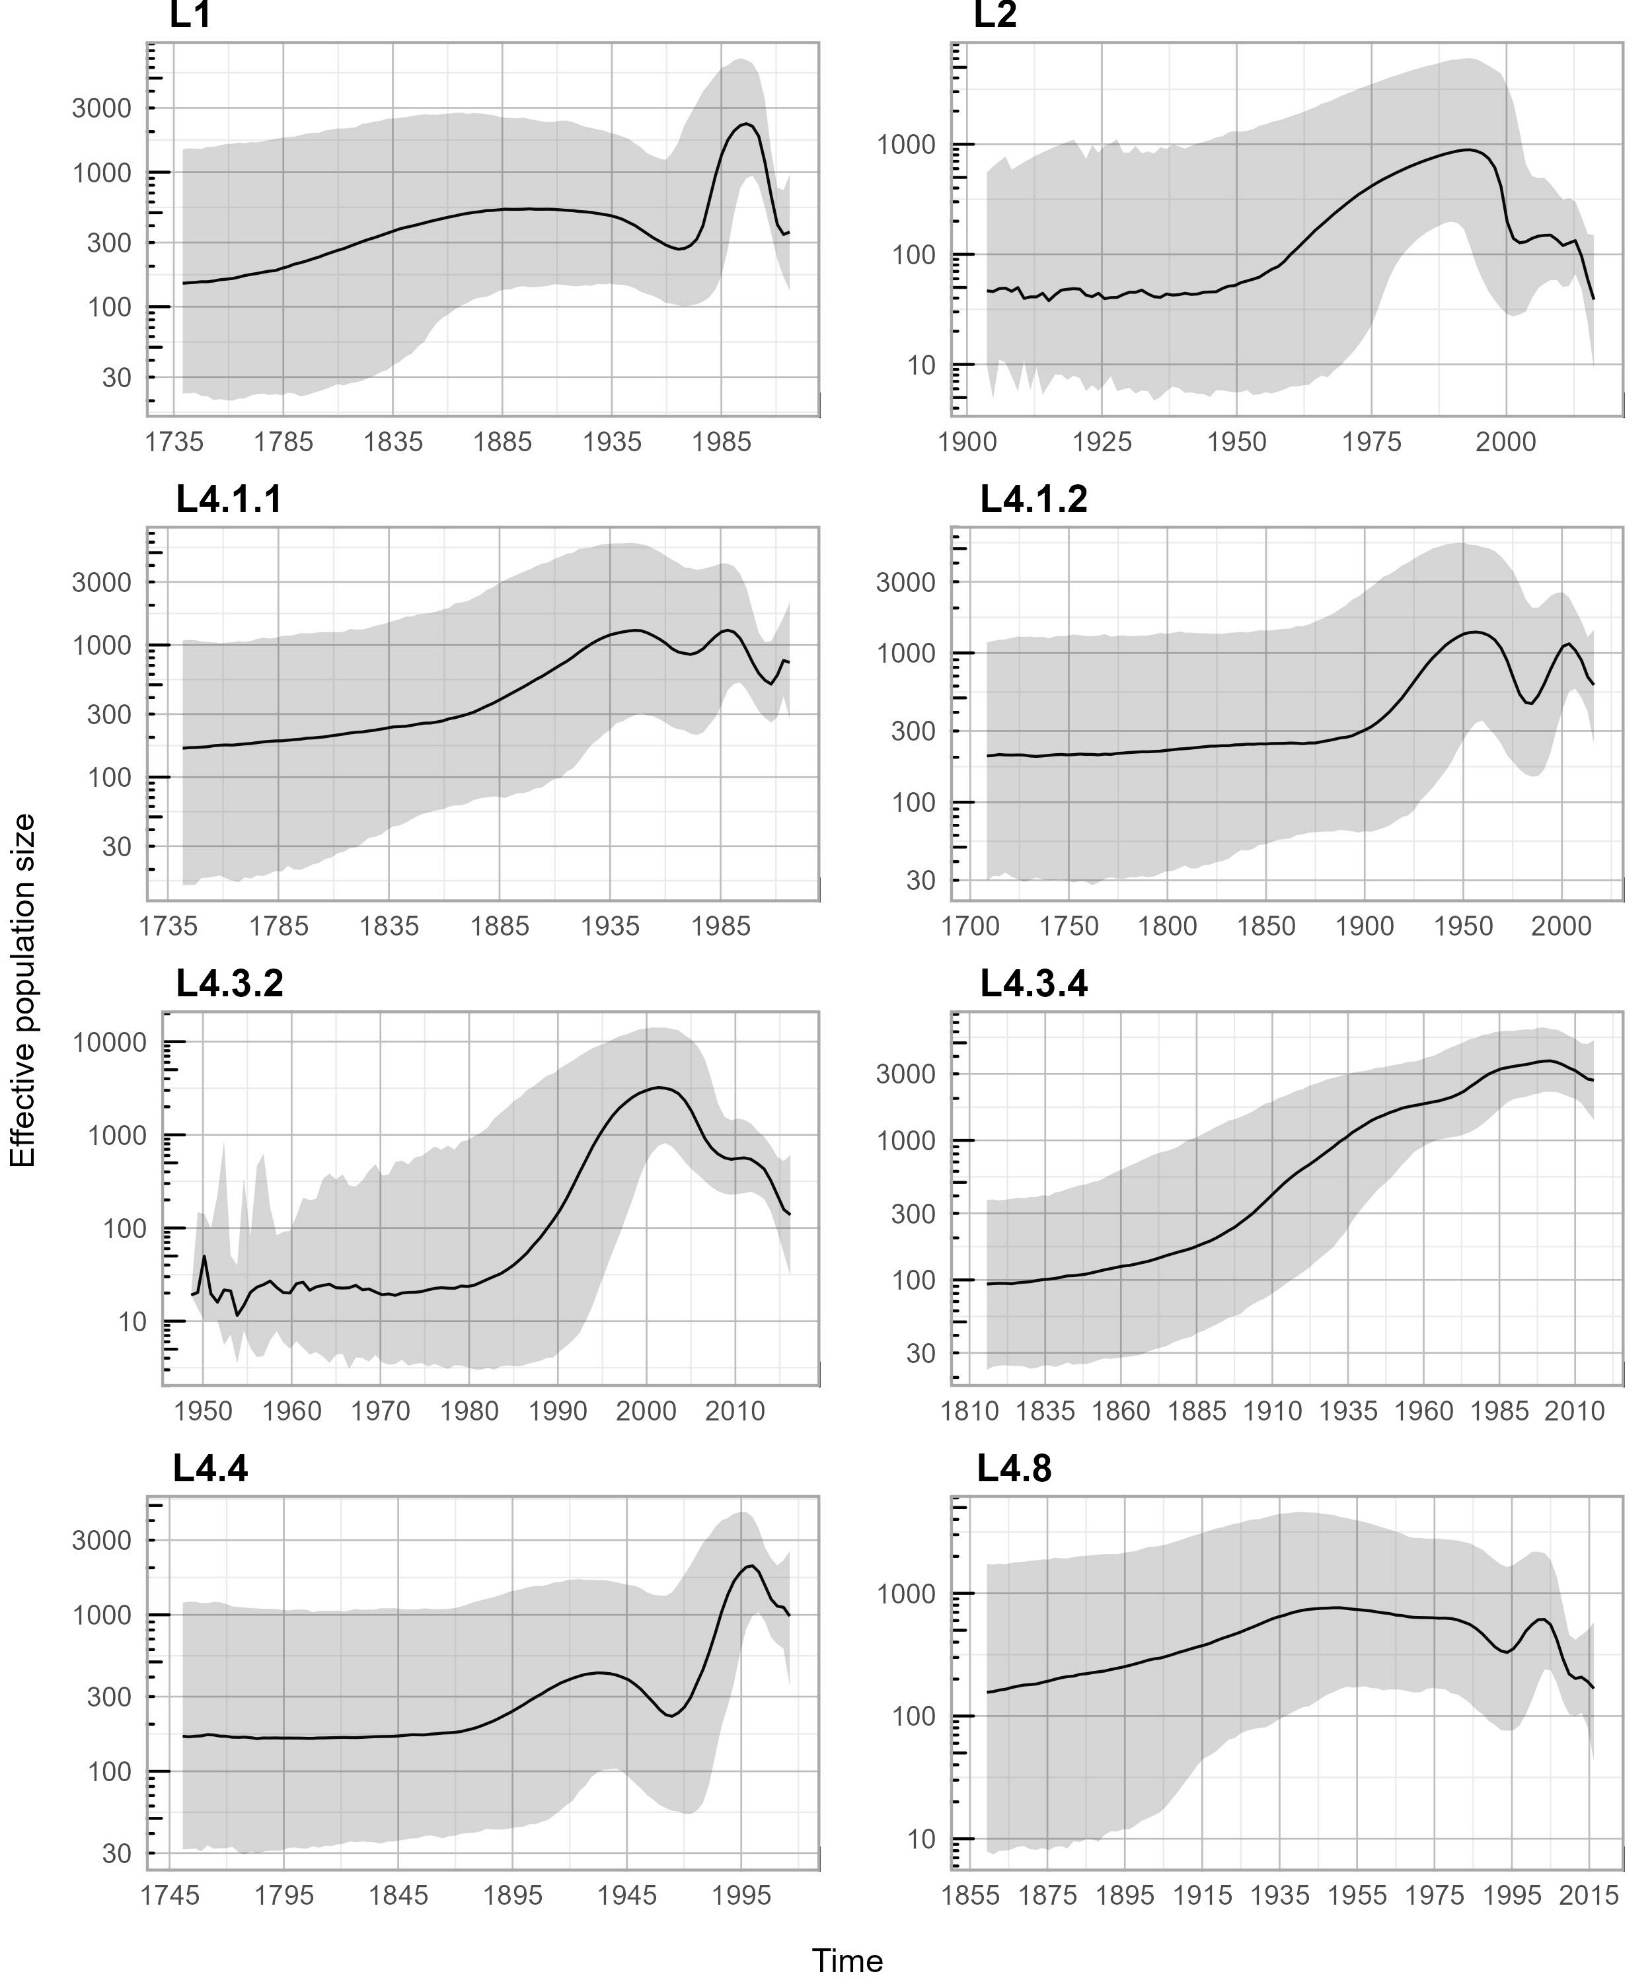 L1
L2
3000
1000
300
100
30
1000
100
10
1735 1785 1835 1885 1935 1985
1900 1925 1950 1975 2000
L4.1.1
L4.1.2
3000
1000
300
100
30
3000
1000
300
100
30
1735 1785 1835 1885 1935 1985
1700 1750 1800 1850 1900 1950 2000
Effective population size
L4.3.2
L4.3.4
10000
1000
100
10
3000
1000
300
100
30
1950 1960 1970 1980 1990 2000 2010
1810 1835 1860 1885 1910 1935 1960 1985 2010
L4.4
L4.8
3000
1000
300
100
30
1000
100
10
1745 1795 1845 1895 1945 1995
1855 1875 1895 1915 1935 1955 1975 1995 2015
Time